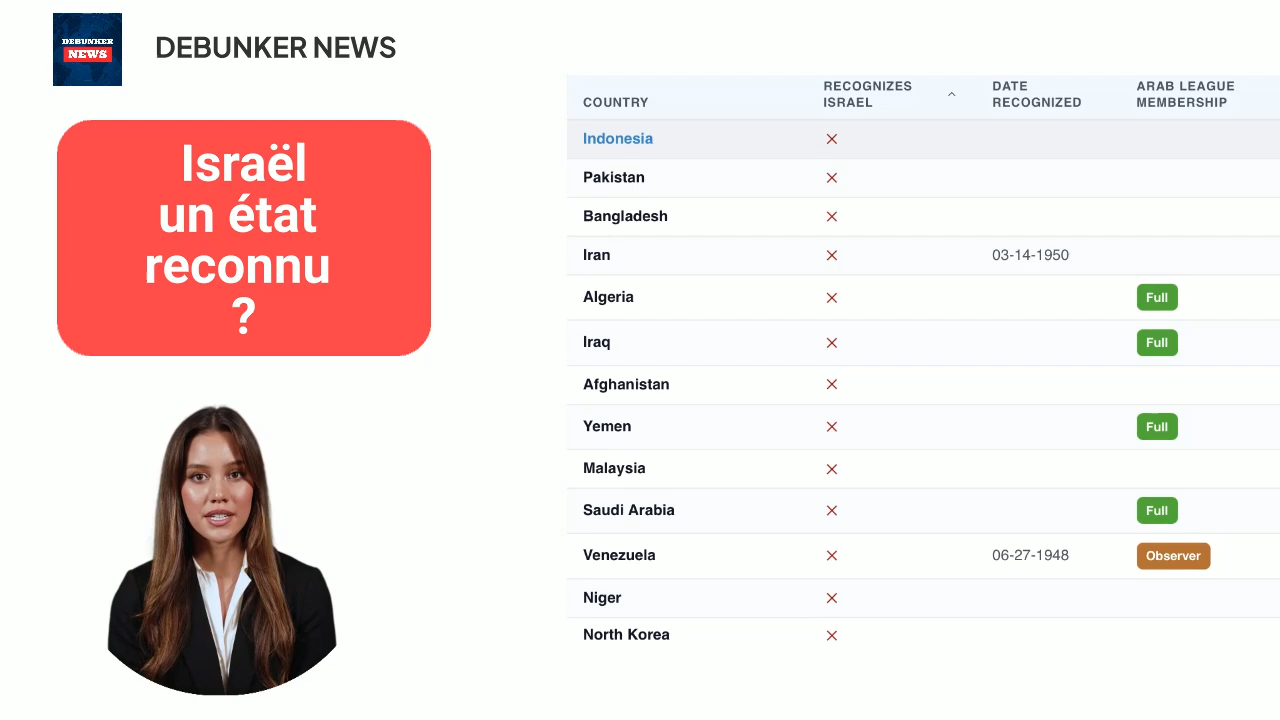 DEBUNKER
NEWS
DEBUNKER NEWS
Israël
un état
reconnu
?
COUNTRY RECOGNIZES ISRAEL DATE RECOGNIZED ARAB LEAGUE MEMBERSHIP
Indonesia
Pakistan
Bangladesh
Iran 03-14-1950
Algeria Full
Iraq Full
Afghanistan
Yemen Full
Malaysia
Saudi Arabia Full
Venezuela 06-27-1948 Observer
Niger
North Korea